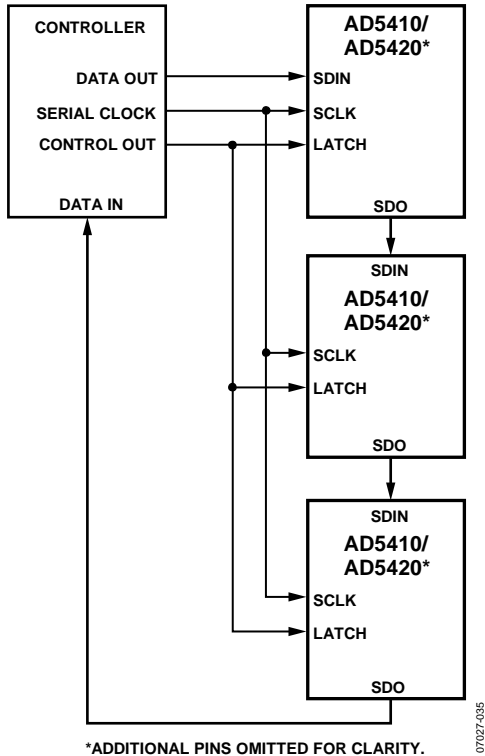 CONTROLLER
DATA OUT
SERIAL CLOCK
CONTROL OUT
DATA IN
AD5410/
AD5420*
SDIN
SCLK
LATCH
SDO
SDIN
AD5410/
AD5420*
SCLK
LATCH
SDO
SDIN
AD5410/
AD5420*
SCLK
LATCH
SDO
*ADDITIONAL PINS OMITTED FOR CLARITY.
07027-035